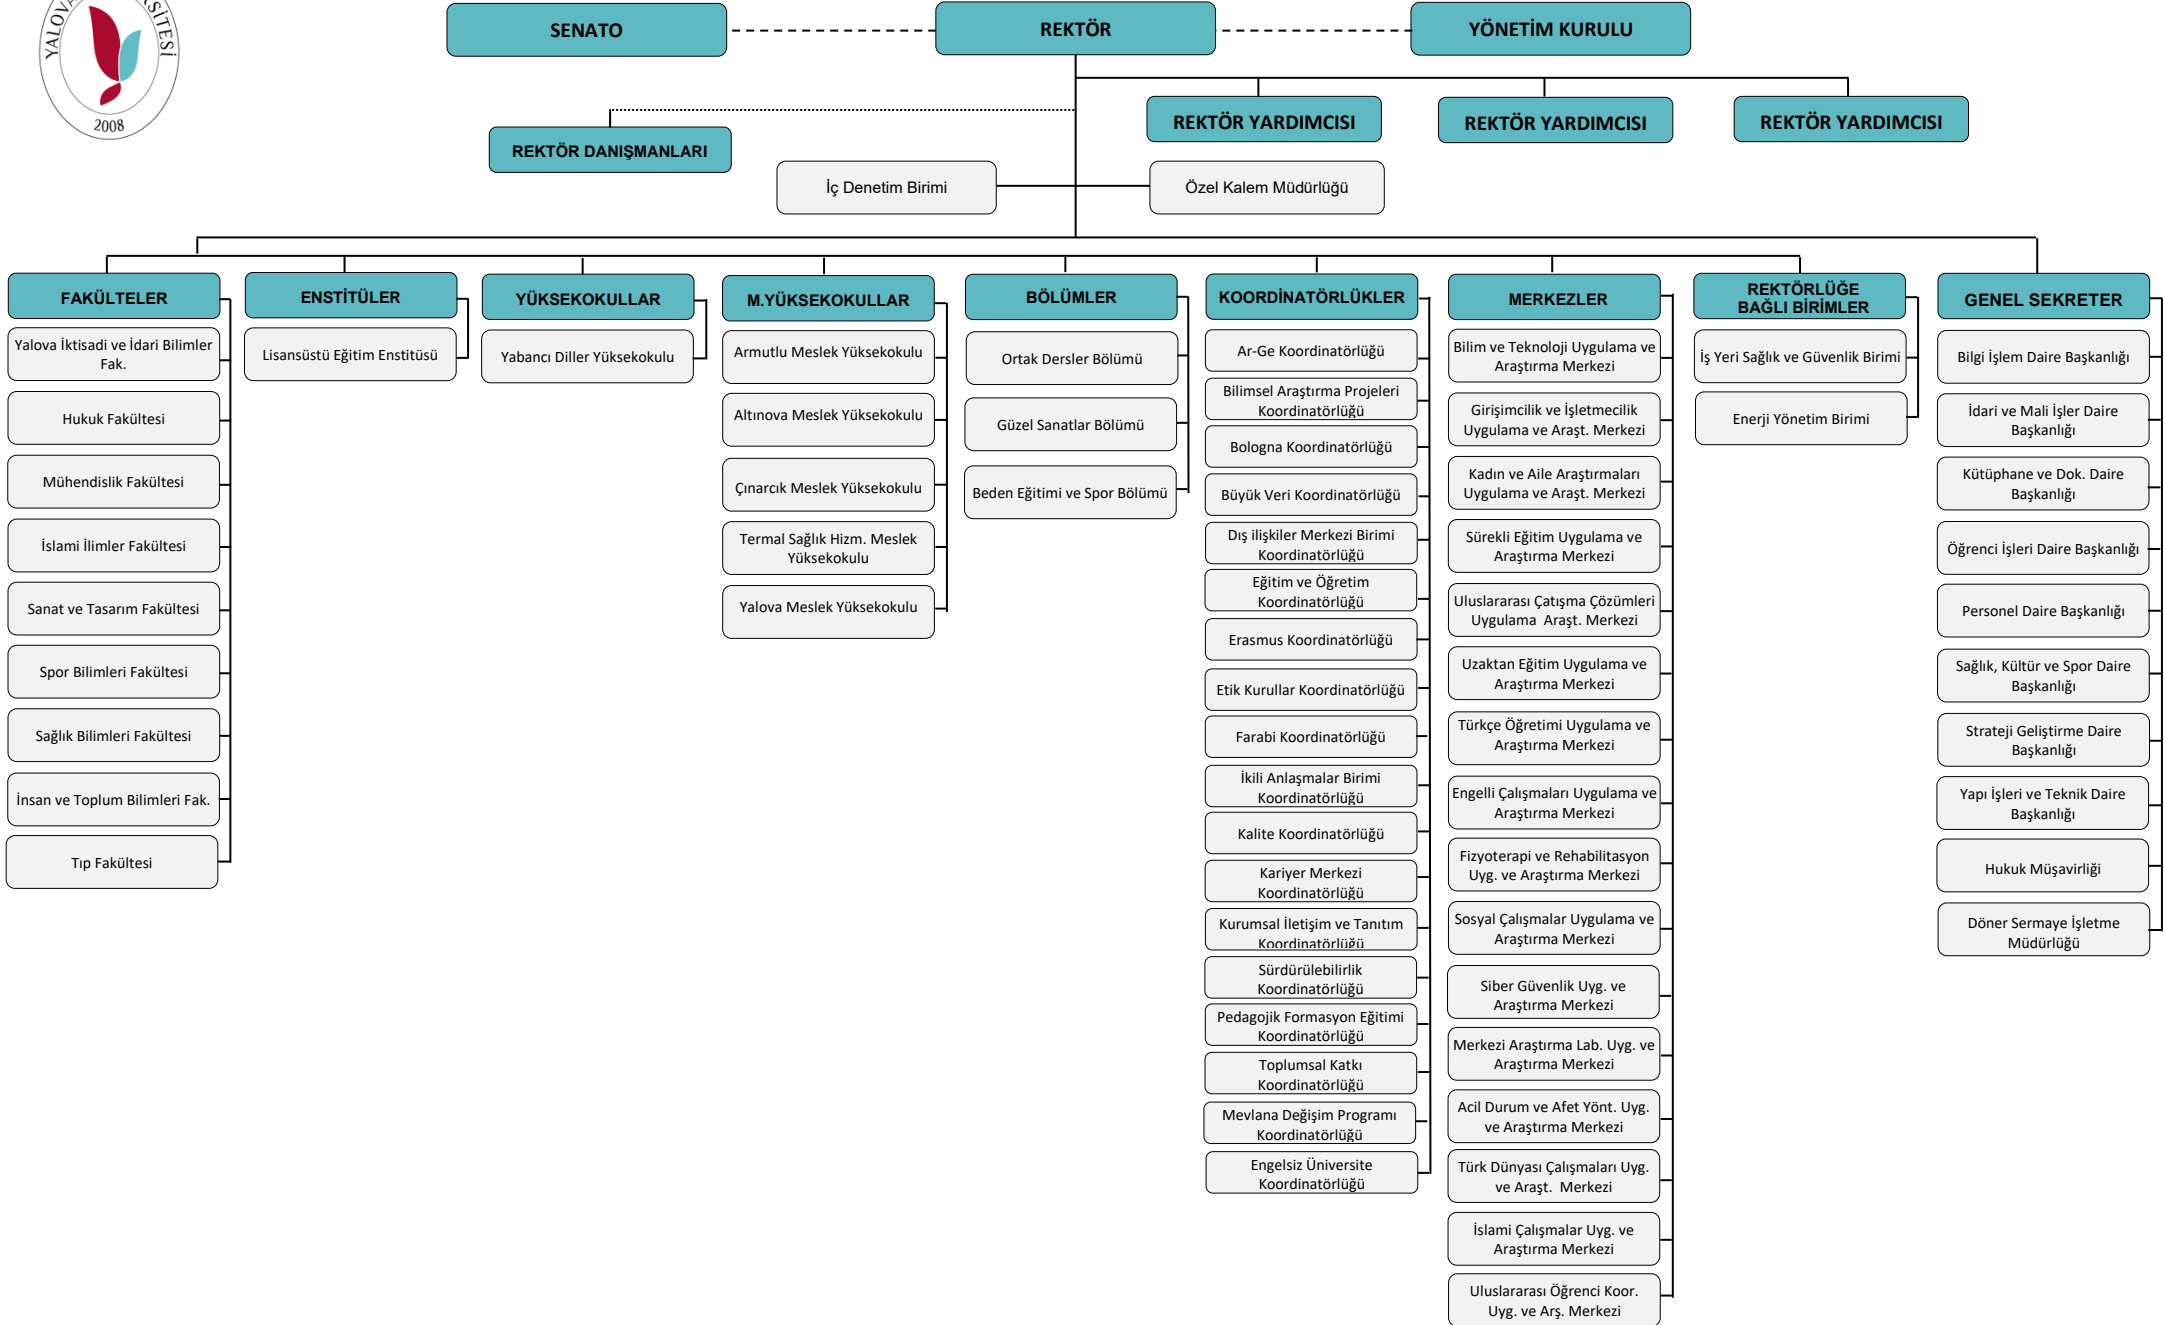 2008
SENATO
REKTÖR
YÖNETİM KURULU
REKTÖR YARDIMCISI
REKTÖR YARDIMCISI
REKTÖR YARDIMCISI
REKTÖR DANIŞMANLARI
İç Denetim Birimi
Özel Kalem Müdürlüğü
FAKÜLTELER
Yalova İktisadi ve İdari Bilimler
Fak.
Hukuk Fakültesi
Mühendislik Fakültesi
İslami İlimler Fakültesi
Sanat ve Tasarım Fakültesi
Spor Bilimleri Fakültesi
Sağlık Bilimleri Fakültesi
İnsan ve Toplum Bilimleri Fak.
Tıp Fakültesi
ENSTİTÜLER
Lisansüstü Eğitim Enstitüsü
YÜKSEKOKULLAR
Yabancı Diller Yüksekokulu
M.YÜKSEKOKULLAR
Armutlu Meslek Yüksekokulu
Altınova Meslek Yüksekokulu
Çınarcık Meslek Yüksekokulu
Termal Sağlık Hizm. Meslek
Yüksekokulu
Yalova Meslek Yüksekokulu
BÖLÜMLER
Ortak Dersler Bölümü
Güzel Sanatlar Bölümü
Beden Eğitimi ve Spor Bölümü
KOORDİNATÖRLÜKLER
Ar-Ge Koordinatörlüğü
Bilimsel Araştırma Projeleri
Koordinatörlüğü
Bologna Koordinatörlüğü
Büyük Veri Koordinatörlüğü
Dış ilişkiler Merkezi Birimi
Koordinatörlüğü
Eğitim ve Öğretim
Koordinatörlüğü
Erasmus Koordinatörlüğü
Etik Kurullar Koordinatörlüğü
Farabi Koordinatörlüğü
İkili Anlaşmalar Birimi
Koordinatörlüğü
Kalite Koordinatörlüğü
Kariyer Merkezi
Koordinatörlüğü
Kurumsal İletişim ve Tanıtım
Koordinatörlüğü
Sürdürülebilirlik
Koordinatörlüğü
Pedagojik Formasyon Eğitimi
Koordinatörlüğü
Toplumsal Katkı
Koordinatörlüğü
Mevlana Değişim Programı
Koordinatörlüğü
Engelsiz Üniversite
Koordinatörlüğü
MERKEZLER
Bilim ve Teknoloji Uygulama ve
Araştırma Merkezi
Girişimcilik ve İşletmecilik
Uygulama ve Araşt. Merkezi
Kadın ve Aile Araştırmaları
Uygulama ve Araşt. Merkezi
Sürekli Eğitim Uygulama ve
Araştırma Merkezi
Uluslararası Çatışma Çözümleri
Uygulama Araşt. Merkezi
Uzaktan Eğitim Uygulama ve
Araştırma Merkezi
Türkçe Öğretimi Uygulama ve
Araştırma Merkezi
Engelli Çalışmaları Uygulama ve
Araştırma Merkezi
Fizyoterapi ve Rehabilitasyon
Uyg. ve Araştırma Merkezi
Sosyal Çalışmalar Uygulama ve
Araştırma Merkezi
Siber Güvenlik Uyg. ve
Araştırma Merkezi
Merkezi Araştırma Lab. Uyg. ve
Araştırma Merkezi
Acil Durum ve Afet Yönt. Uyg.
ve Araştırma Merkezi
Türk Dünyası Çalışmaları Uyg.
ve Araşt. Merkezi
İslami Çalışmalar Uyg. ve
Araştırma Merkezi
Uluslararası Öğrenci Koor.
Uyg. ve Arş. Merkezi
REKTÖRLÜĞE
BAĞLI BİRİMLER
İş Yeri Sağlık ve Güvenlik Birimi
Enerji Yönetim Birimi
GENEL SEKRETER
Bilgi İşlem Daire Başkanlığı
İdari ve Mali İşler Daire
Başkanlığı
Kütüphane ve Dok. Daire
Başkanlığı
Öğrenci İşleri Daire Başkanlığı
Personel Daire Başkanlığı
Sağlık, Kültür ve Spor Daire
Başkanlığı
Strateji Geliştirme Daire
Başkanlığı
Yapı İşleri ve Teknik Daire
Başkanlığı
Hukuk Müşavirliği
Döner Sermaye İşletme
Müdürlüğü